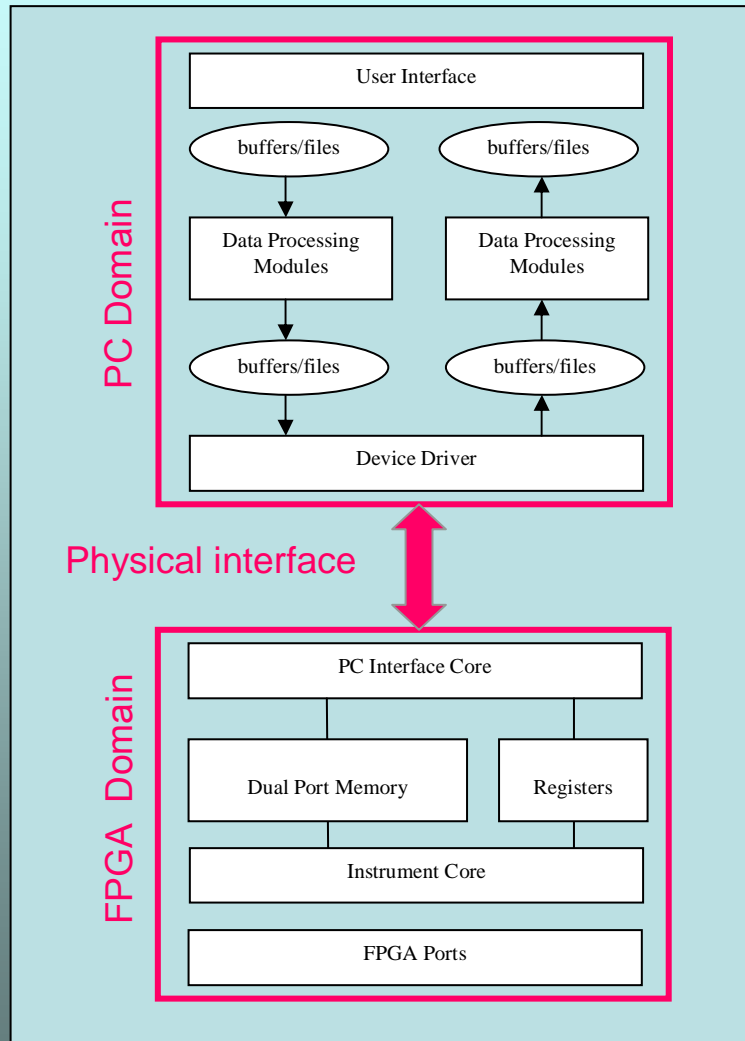 User Interface
buffers/files
buffers/files
Data Processing
Modules
Data Processing
Modules
PC Domain
buffers/files
buffers/files
Device Driver
Physical interface
PC Interface Core
FPGA  Domain
Dual Port Memory
Registers
Instrument Core
FPGA Ports